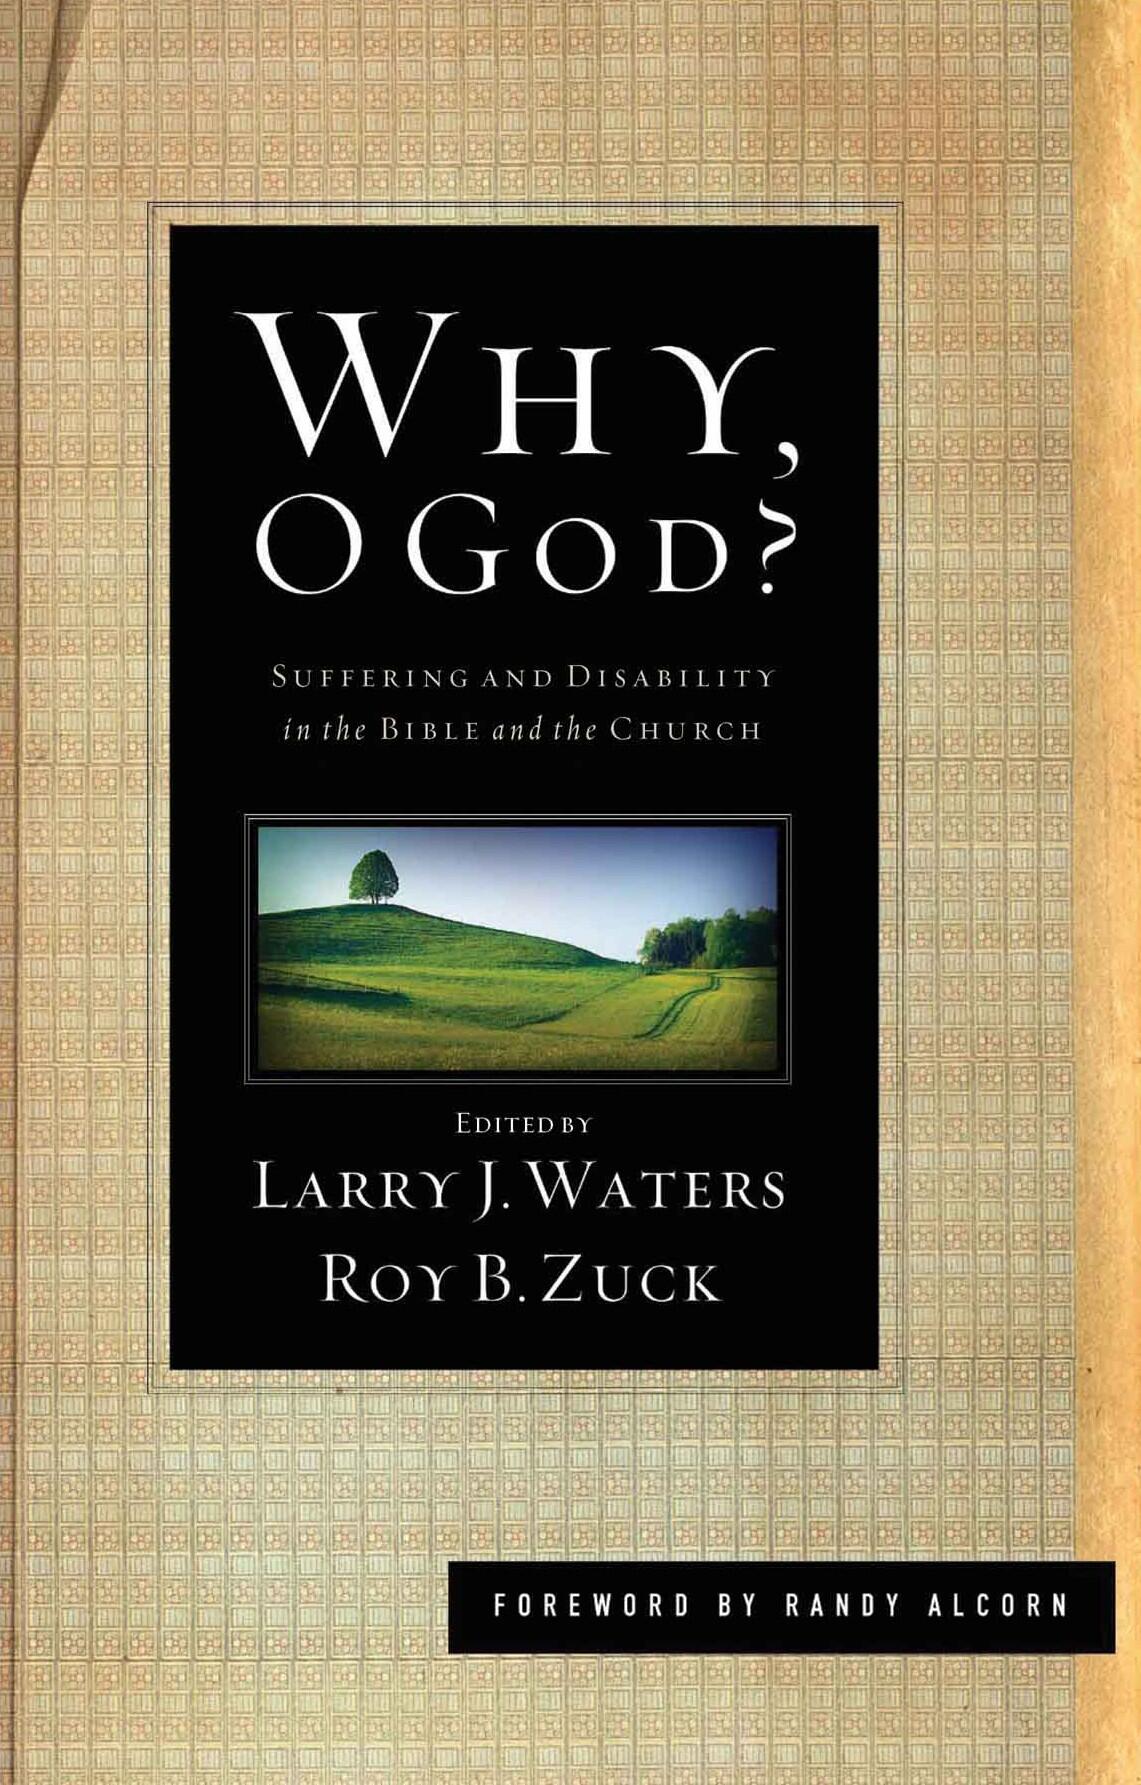 WHY,
O GOD?
SUFFERING AND DISABILITY
in the BIBLE and the CHURCH
EDITED BY
LARRY J. WATERS
ROY B. ZUCK
FOREWORD BY RANDY ALCORN